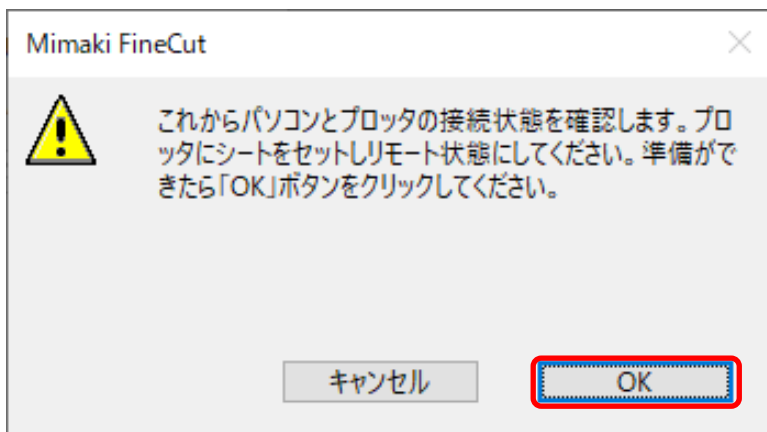 Mimaki FineCut
これからパソコンとプロッタの接続状態を確認します。プロ
ッタにシートをセットしリモート状態にしてください。準備がで
きたら「OK」ボタンをクリックしてください。
キャンセル
OK